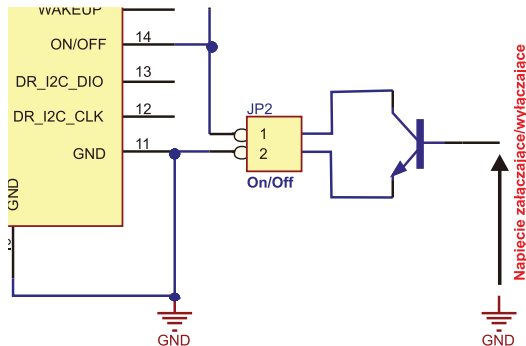 WAKEUP
ON/OFF 14
DR_I2C_DIO 13
DR_I2C_CLK 12
GND 11
GND
JP2
1
2
On/Off
Napięcie załączające/wyłączające
GND
GND